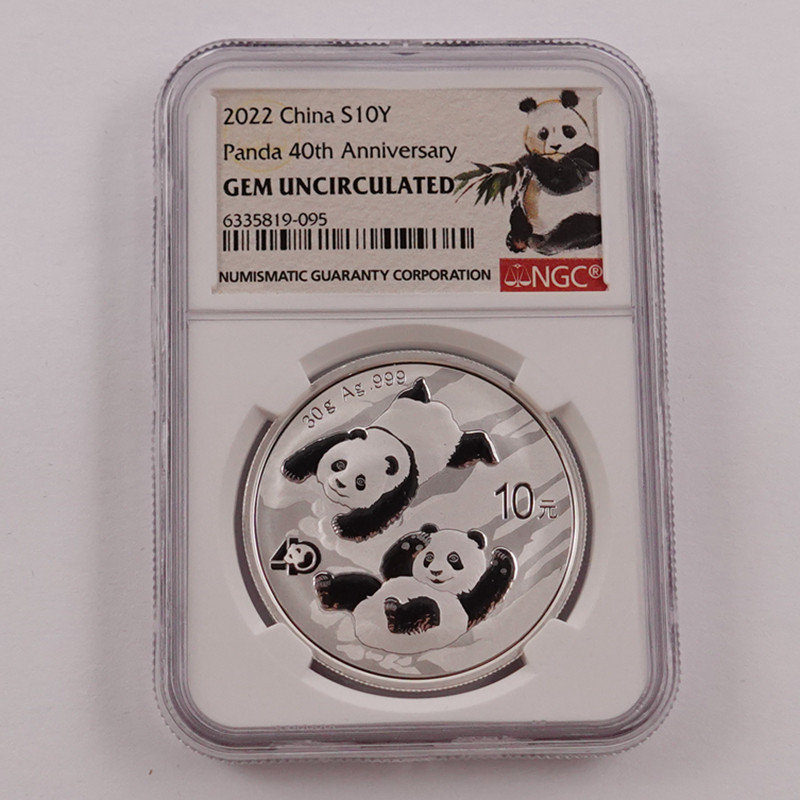 2022 China S10Y
Panda 40th Anniversary
GEM UNCIRCULATED
6335819-095
NUMISMATIC GUARANTY CORPORATION
NGC®
30g Ag .999
10元
40